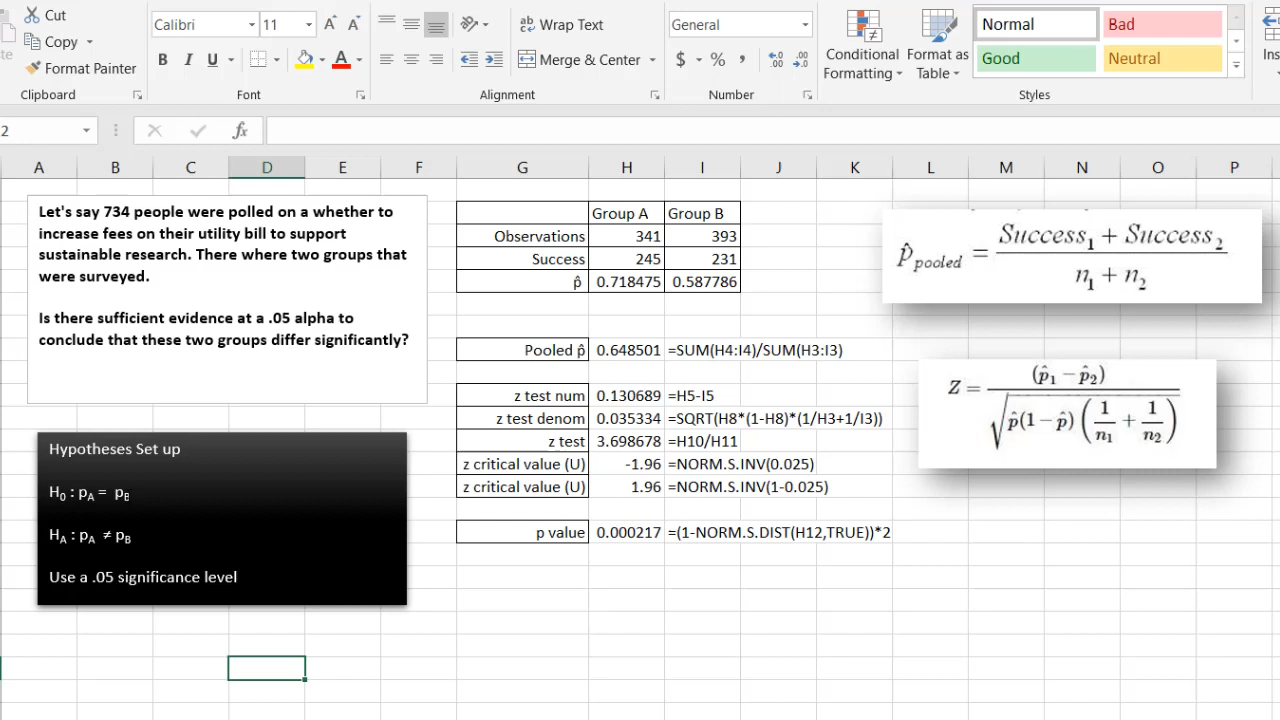 Cut
Copy
Format Painter
Clipboard
Calibri 11 A A
B I U A
Font
ab Wrap Text
Merge & Center
Alignment
General
$ % ,
Number
Conditional Formatting
Format as Table
Normal Bad
Good Neutral
Styles
Ins
2 fx
A B C D E F G H I J K L M N O P
Let's say 734 people were polled on a whether to
increase fees on their utility bill to support
sustainable research. There where two groups that
were surveyed.
Is there sufficient evidence at a .05 alpha to
conclude that these two groups differ significantly?
Hypotheses Set up
H0 : pA = pB
HA : pA ≠ pB
Use a .05 significance level
Group A Group B
Observations 341 393
Success 245 231
p̂ 0.718475 0.587786
Pooled p̂ 0.648501 =SUM(H4:I4)/SUM(H3:I3)
z test num 0.130689 =H5-I5
z test denom 0.035334 =SQRT(H8*(1-H8)*(1/H3+1/I3))
z test 3.698678 =H10/H11
z critical value (U) -1.96 =NORM.S.INV(0.025)
z critical value (U) 1.96 =NORM.S.INV(1-0.025)
p value 0.000217 =(1-NORM.S.DIST(H12,TRUE))*2
p̂pooled = (Success1 + Success2) / (n1 + n2)
Z = (p̂1 − p̂2) / √(p̂(1 − p̂)(1/n1 + 1/n2))